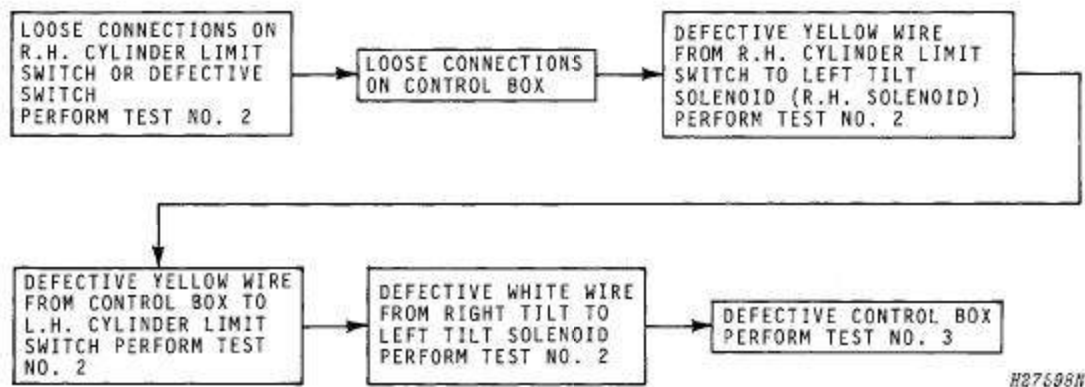 LOOSE CONNECTIONS ON
R.H. CYLINDER LIMIT
SWITCH OR DEFECTIVE
SWITCH
PERFORM TEST NO. 2
LOOSE CONNECTIONS
ON CONTROL BOX
DEFECTIVE YELLOW WIRE
FROM R.H. CYLINDER LIMIT
SWITCH TO LEFT TILT
SOLENOID (R.H. SOLENOID)
PERFORM TEST NO. 2
DEFECTIVE YELLOW WIRE
FROM CONTROL BOX TO
L.H. CYLINDER LIMIT
SWITCH PERFORM TEST
NO. 2
DEFECTIVE WHITE WIRE
FROM RIGHT TILT TO
LEFT TILT SOLENOID
PERFORM TEST NO. 2
DEFECTIVE CONTROL BOX
PERFORM TEST NO. 3
H27598M